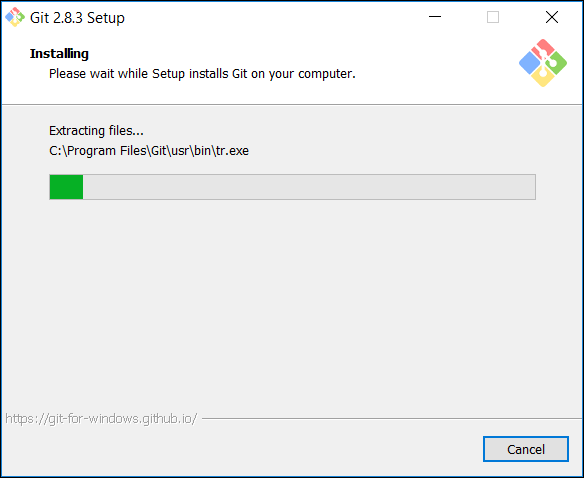 Git 2.8.3 Setup
Installing
Please wait while Setup installs Git on your computer.
Extracting files...
C:\Program Files\Git\usr\bin\tr.exe
https://git-for-windows.github.io/
Cancel